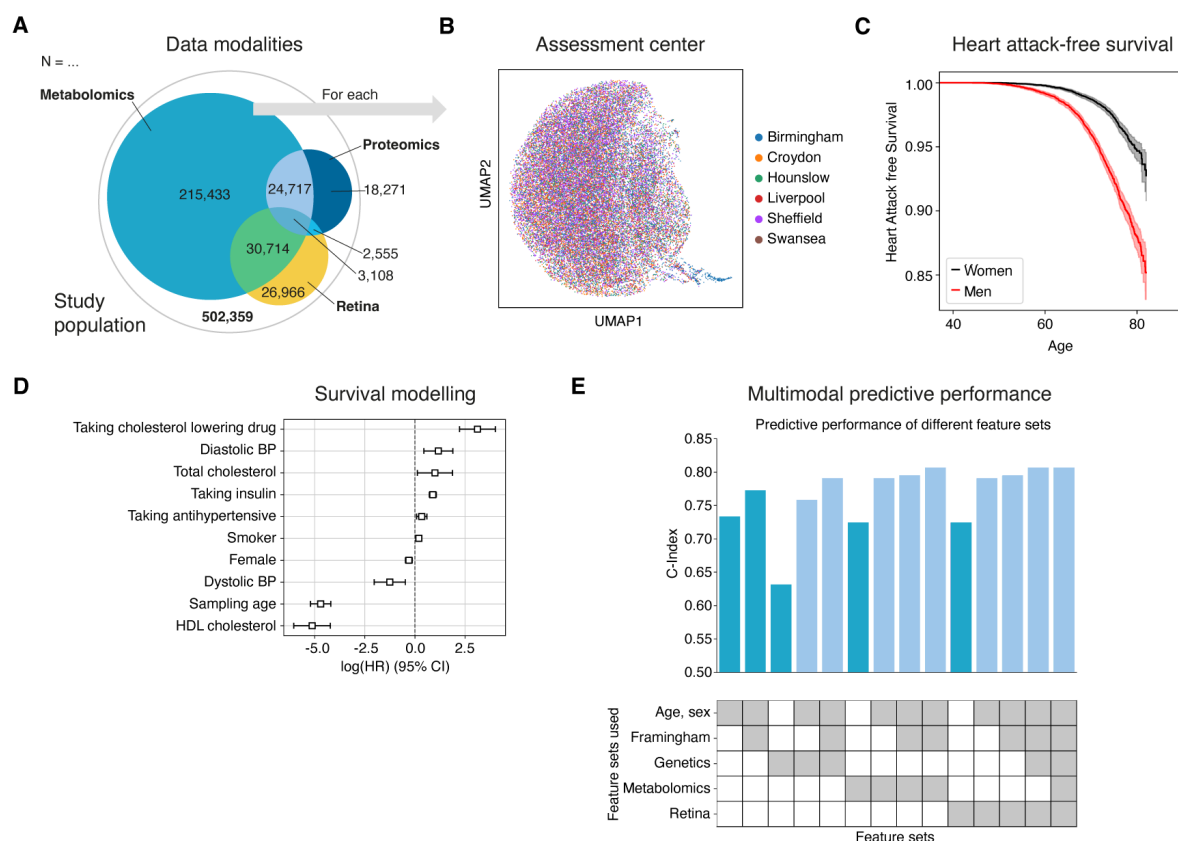 A
Data modalities
N = ...
Metabolomics
For each
Proteomics
215,433
24,717
18,271
30,714
2,555
3,108
26,966
Retina
Study
population
502,359
B
Assessment center
UMAP2
UMAP1
Birmingham
Croydon
Hounslow
Liverpool
Sheffield
Swansea
C
Heart attack-free survival
Heart Attack free Survival
1.00
0.95
0.90
0.85
Women
Men
40
60
80
Age
D
Survival modelling
Taking cholesterol lowering drug
Diastolic BP
Total cholesterol
Taking insulin
Taking antihypertensive
Smoker
Female
Dystolic BP
Sampling age
HDL cholesterol
-5.0
-2.5
0.0
2.5
log(HR) (95% CI)
E
Multimodal predictive performance
Predictive performance of different feature sets
C-Index
0.85
0.80
0.75
0.70
0.65
0.60
0.55
0.50
Feature sets used
Age, sex
Framingham
Genetics
Metabolomics
Retina
Feature sets